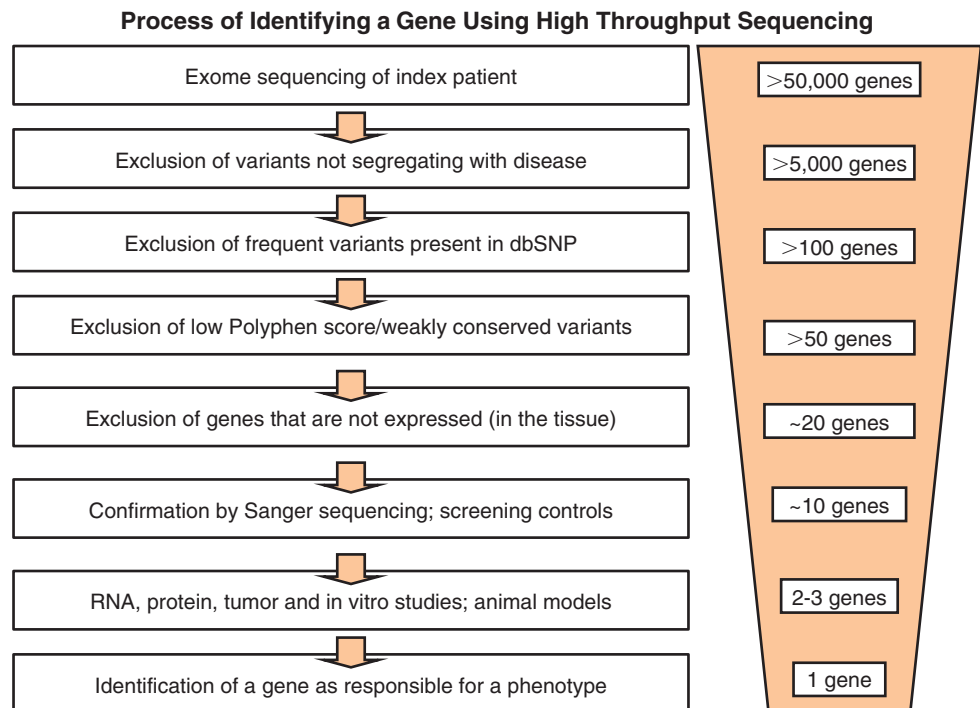 Process of Identifying a Gene Using High Throughput Sequencing
Exome sequencing of index patient
>50,000 genes
Exclusion of variants not segregating with disease
>5,000 genes
Exclusion of frequent variants present in dbSNP
>100 genes
Exclusion of low Polyphen score/weakly conserved variants
>50 genes
Exclusion of genes that are not expressed (in the tissue)
~20 genes
Confirmation by Sanger sequencing; screening controls
~10 genes
RNA, protein, tumor and in vitro studies; animal models
2-3 genes
Identification of a gene as responsible for a phenotype
1 gene